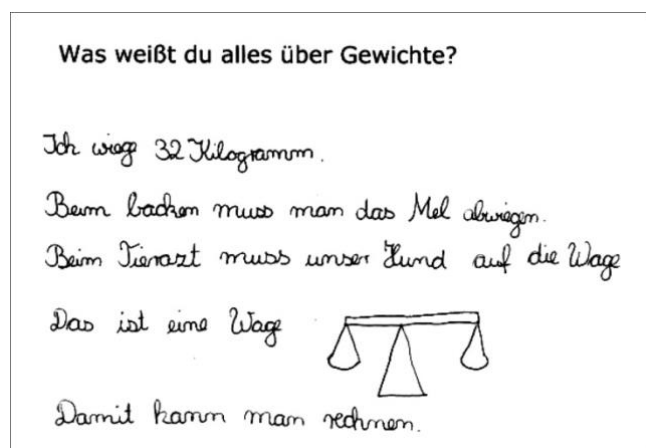 Was weißt du alles über Gewichte?
Ich wiege 32 Kilogramm.
Beim backen muss man das Mel abwiegen.
Beim Tierarzt muss unser Hund auf die Wage
Das ist eine Wage
Damit kann man rechnen.